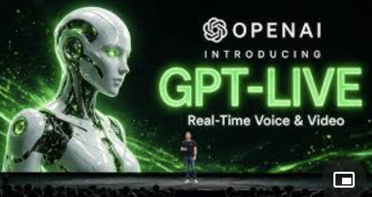 OPENAI
INTRODUCING
GPT-LIVE
Real-Time Voice & Video